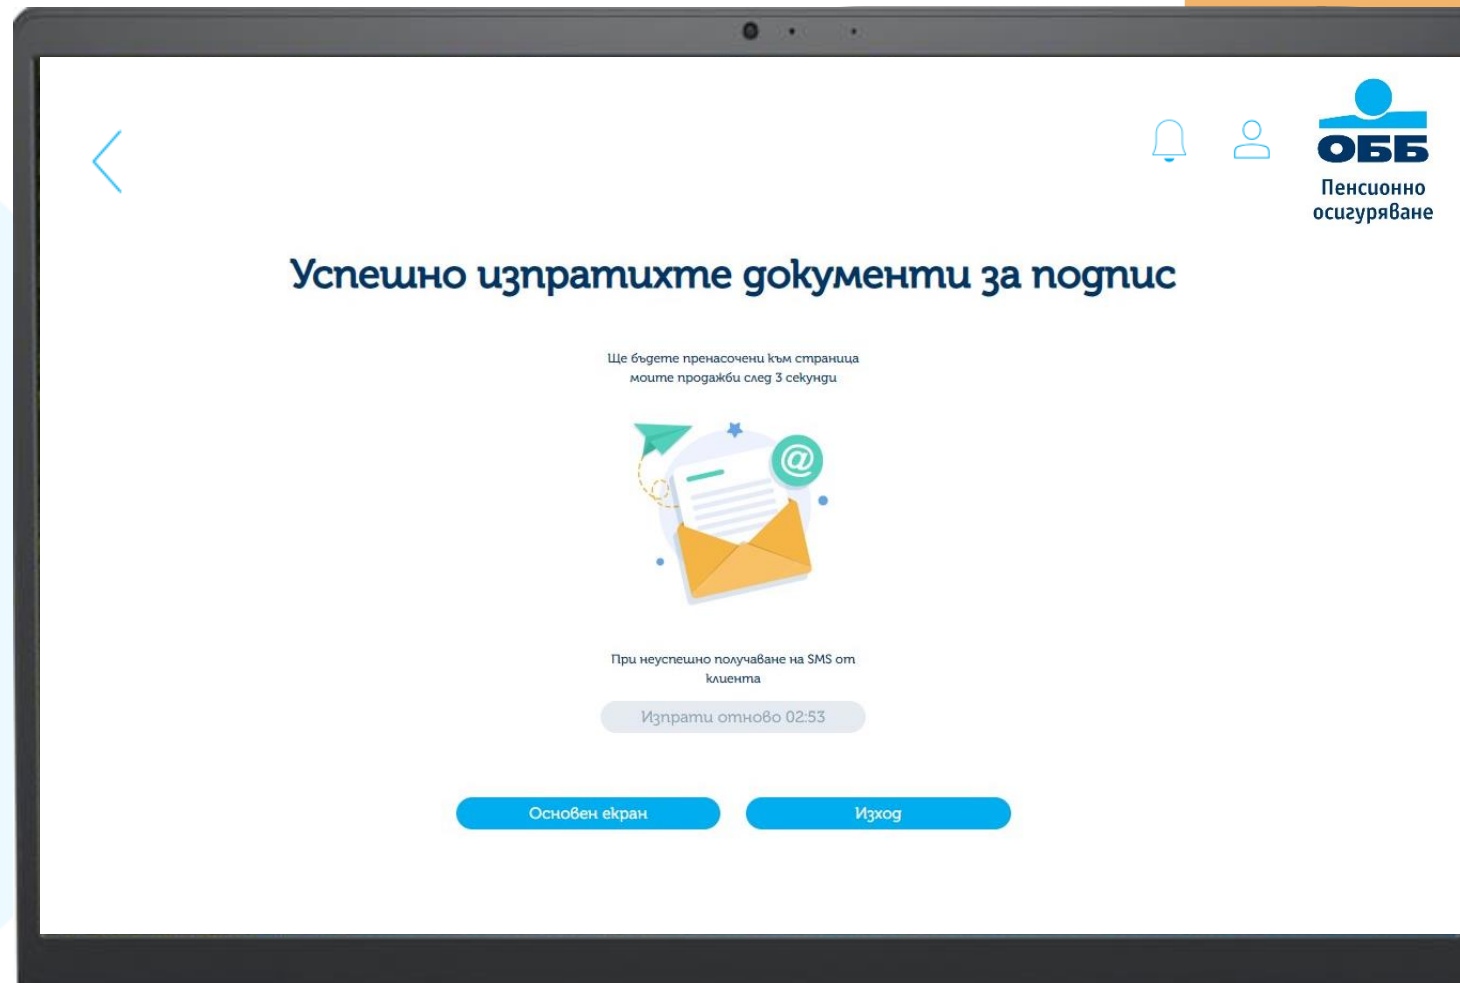 ОББ
Пенсионно
осигуряване
Успешно изпратихте документи за подпис
Ще бъдете пренасочени към страница
моите продажби след 3 секунди
@
При неуспешно получаване на SMS от
клиента
Изпрати отново 02:53
Основен екран
Изход